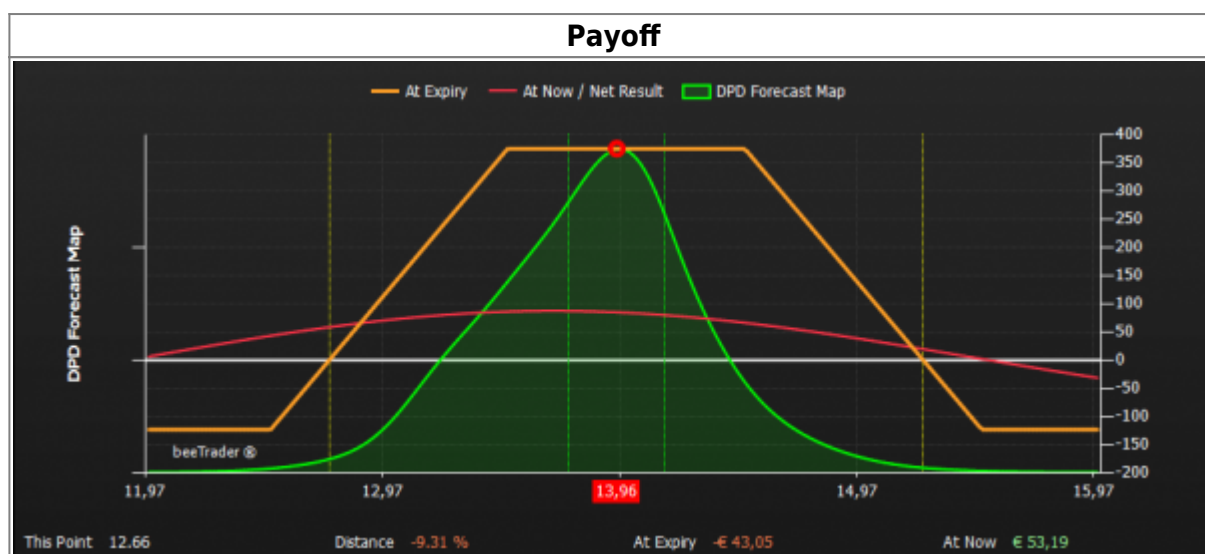 Payoff
At Expiry At Now / Net Result DPD Forecast Map
400
350
300
250
200
150
100
50
0
-50
-100
-150
-200
DPD Forecast Map
beeTrader ®
11,97 12,97 13,96 14,97 15,97
This Point 12.66 Distance -9.31 % At Expiry -€ 43,05 At Now € 53,19